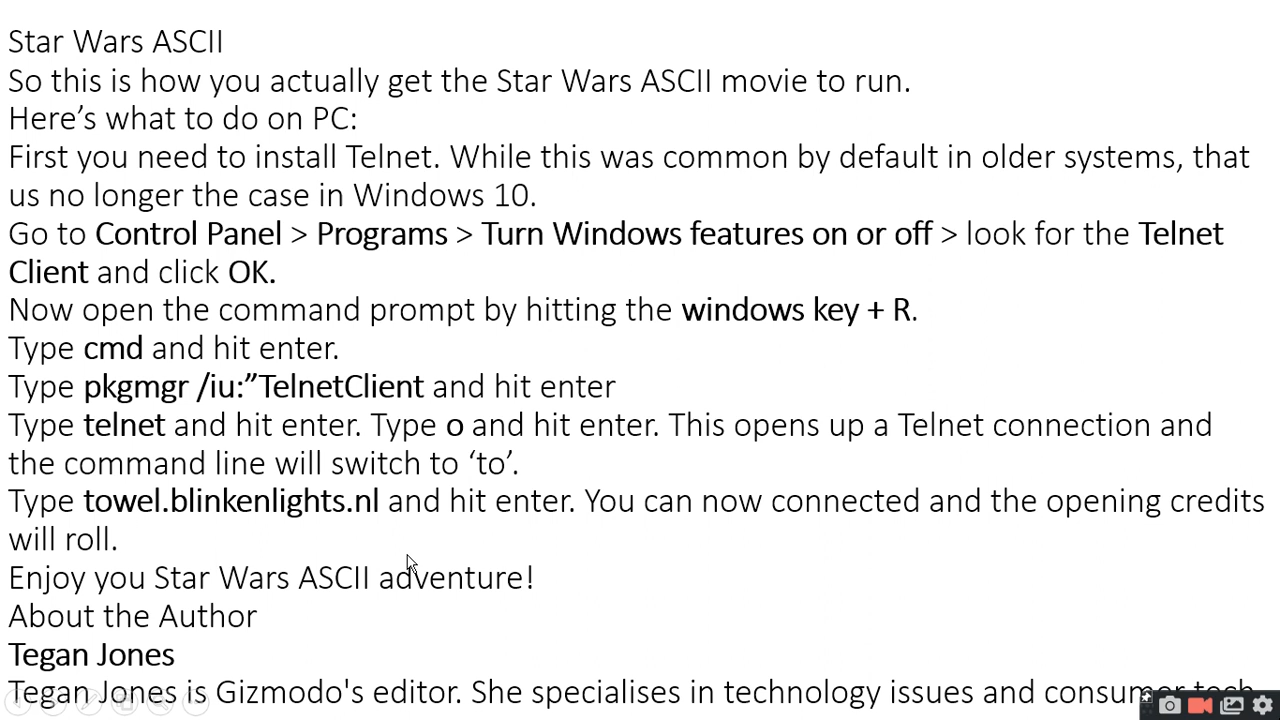 Star Wars ASCII
So this is how you actually get the Star Wars ASCII movie to run.
Here’s what to do on PC:
First you need to install Telnet. While this was common by default in older systems, that
us no longer the case in Windows 10.
Go to Control Panel > Programs > Turn Windows features on or off > look for the Telnet
Client and click OK.
Now open the command prompt by hitting the windows key + R.
Type cmd and hit enter.
Type pkgmgr /iu:”TelnetClient and hit enter
Type telnet and hit enter. Type o and hit enter. This opens up a Telnet connection and
the command line will switch to ‘to’.
Type towel.blinkenlights.nl and hit enter. You can now connected and the opening credits
will roll.
Enjoy you Star Wars ASCII adventure!
About the Author
Tegan Jones
Tegan Jones is Gizmodo's editor. She specialises in technology issues and consumer tech